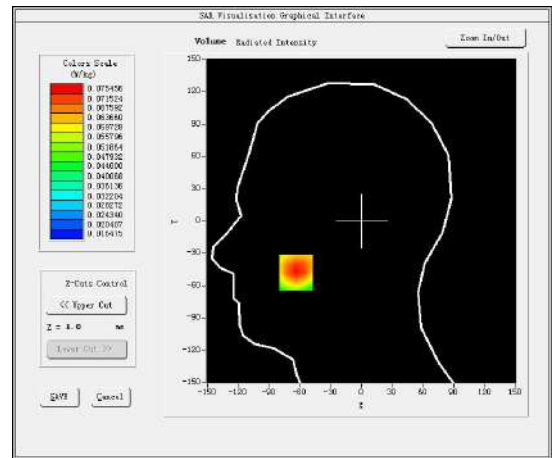 SAR Visualisation Graphical Interface
Volume Radiated Intensity
Zoom In/Out
Colors Scale
(W/kg)
0.075456
0.071524
0.067592
0.063660
0.059728
0.055796
0.051864
0.047932
0.044000
0.040068
0.036136
0.032204
0.028272
0.024340
0.020407
0.016475
150
120
90
60
30
0
-30
-60
-90
-120
-150
Y
-150 -120 -90 -60 -30 0 30 60 90 120 150
X
Z-Cuts Control
<< Upper Cut
Z = 1.0 mm
Lower Cut >>
SAVE Cancel